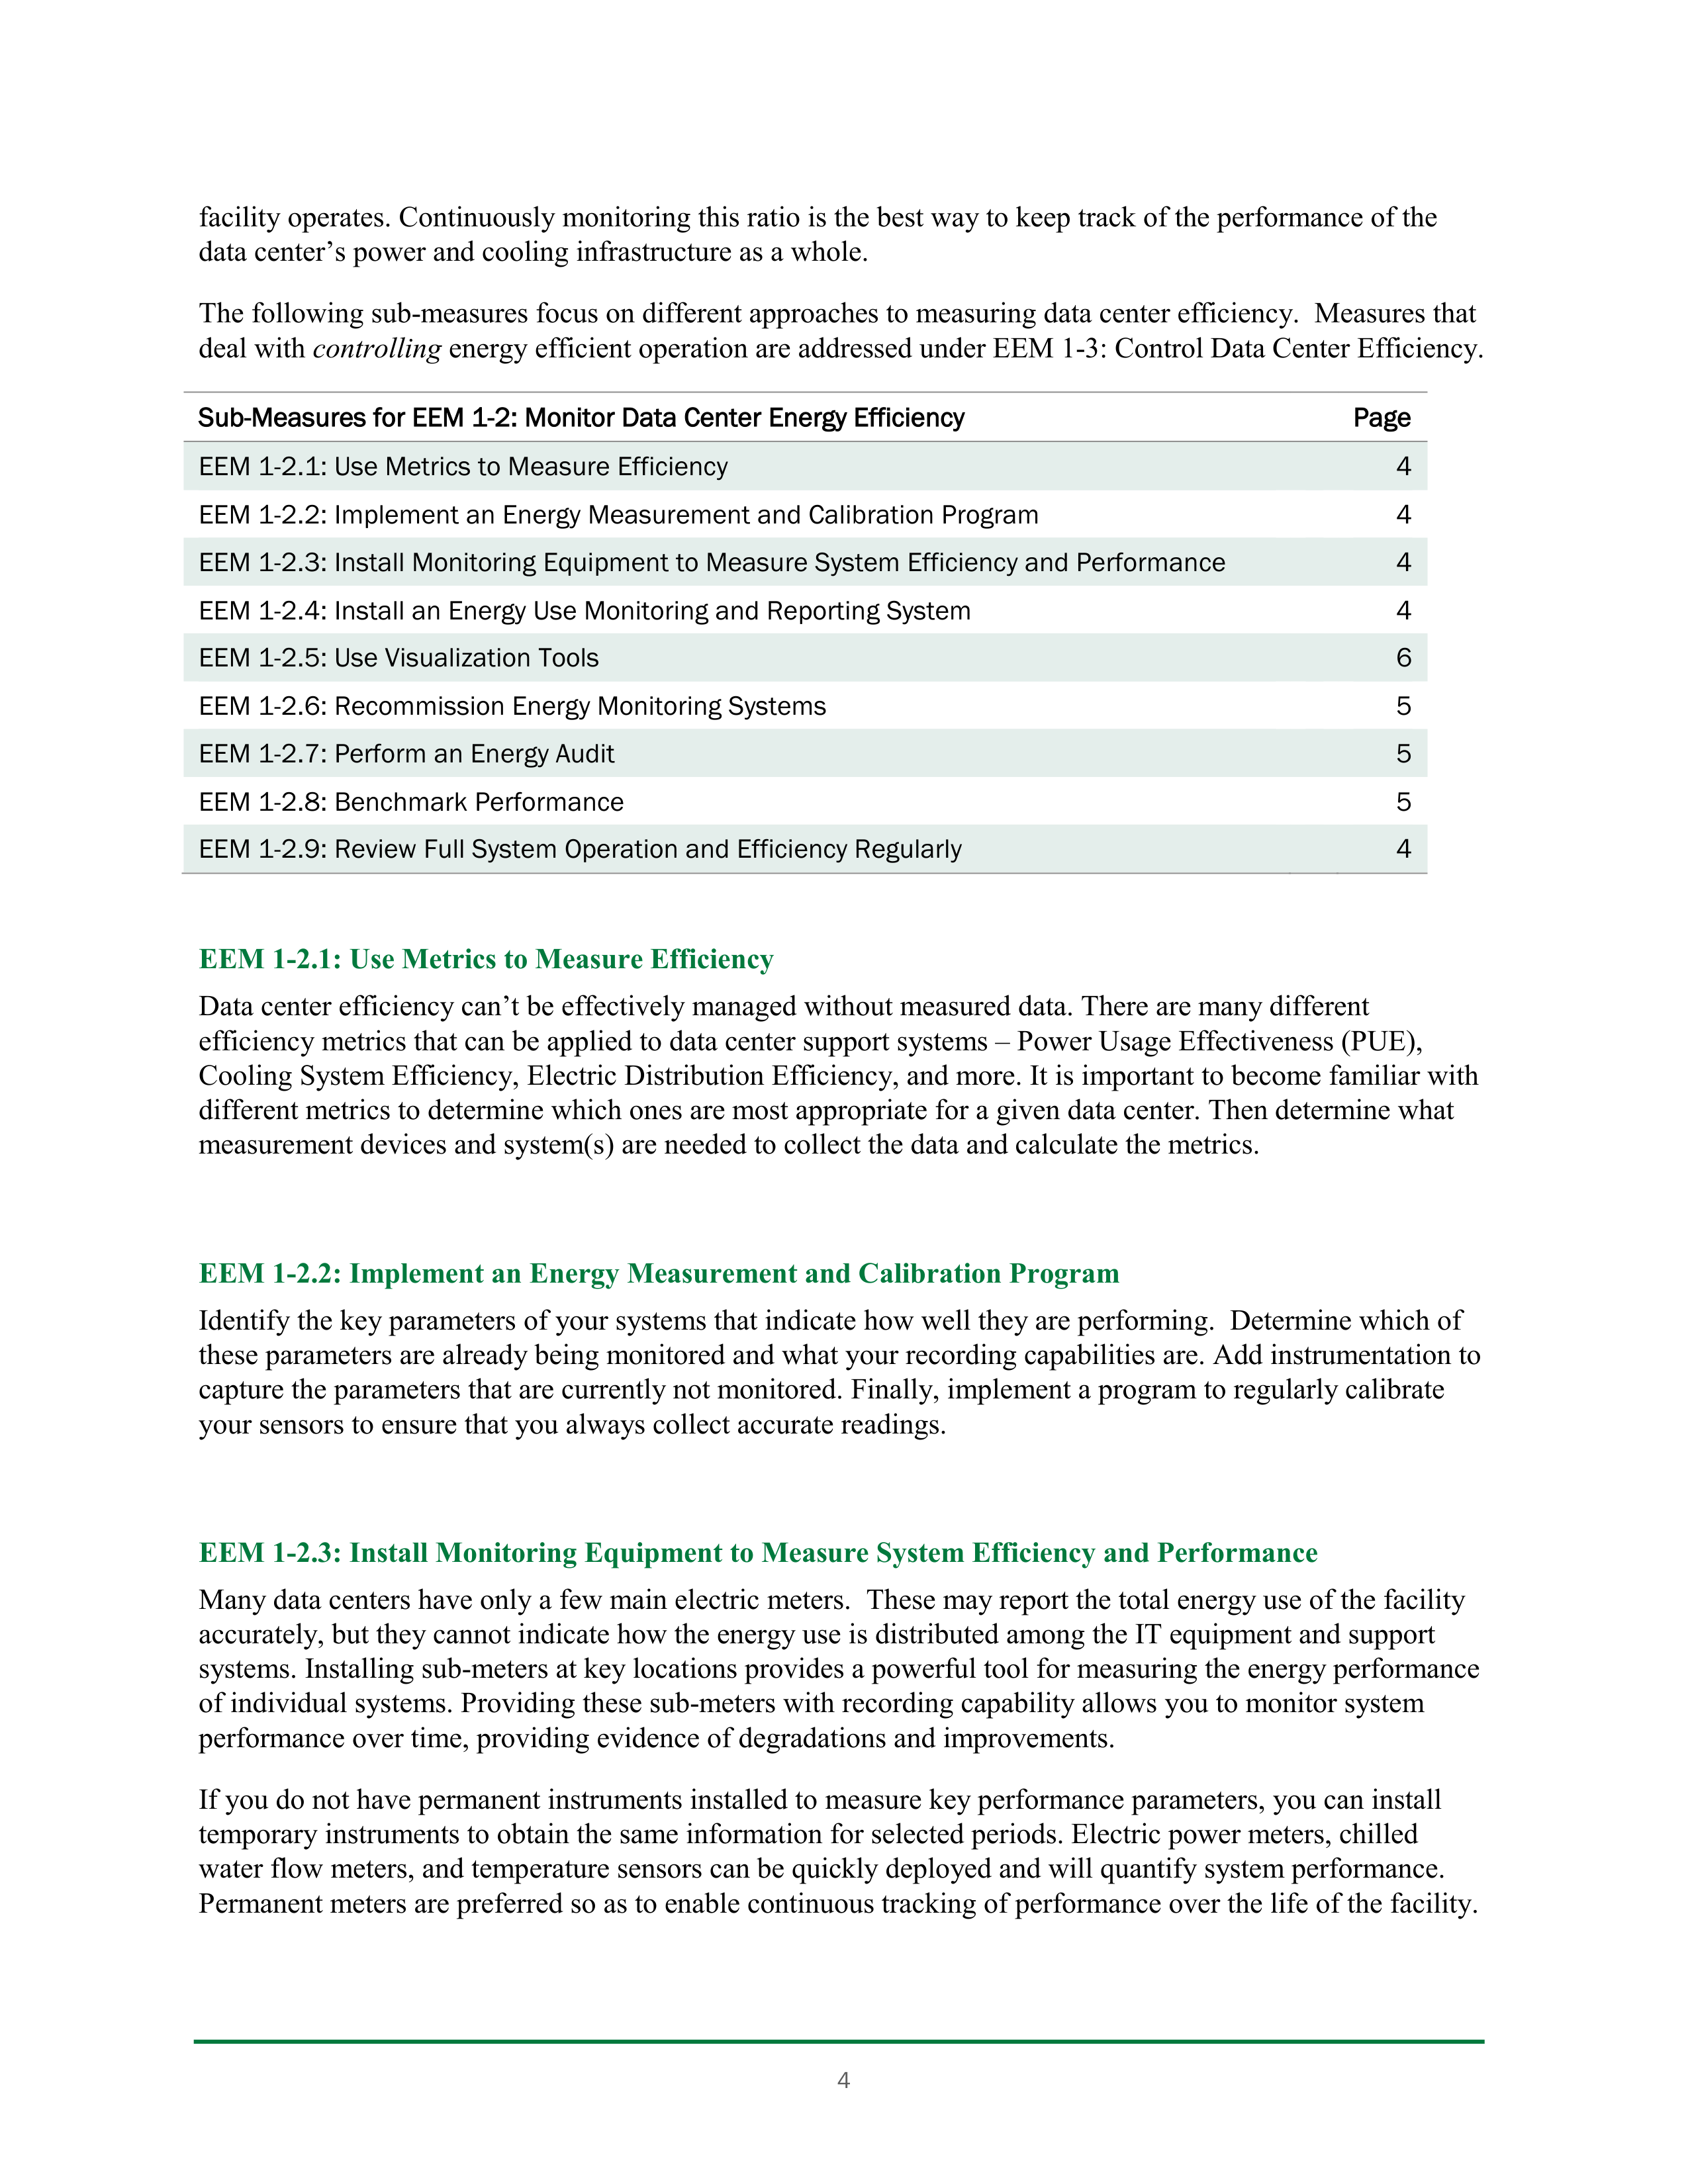 facility operates. Continuously monitoring this ratio is the best way to keep track of the performance of the
data center’s power and cooling infrastructure as a whole.
The following sub-measures focus on different approaches to measuring data center efficiency.  Measures that
deal with controlling energy efficient operation are addressed under EEM 1-3: Control Data Center Efficiency.
Sub-Measures for EEM 1-2: Monitor Data Center Energy Efficiency Page
EEM 1-2.1: Use Metrics to Measure Efficiency 4
EEM 1-2.2: Implement an Energy Measurement and Calibration Program 4
EEM 1-2.3: Install Monitoring Equipment to Measure System Efficiency and Performance 4
EEM 1-2.4: Install an Energy Use Monitoring and Reporting System 4
EEM 1-2.5: Use Visualization Tools 6
EEM 1-2.6: Recommission Energy Monitoring Systems 5
EEM 1-2.7: Perform an Energy Audit 5
EEM 1-2.8: Benchmark Performance 5
EEM 1-2.9: Review Full System Operation and Efficiency Regularly 4
EEM 1-2.1: Use Metrics to Measure Efficiency
Data center efficiency can’t be effectively managed without measured data. There are many different
efficiency metrics that can be applied to data center support systems – Power Usage Effectiveness (PUE),
Cooling System Efficiency, Electric Distribution Efficiency, and more. It is important to become familiar with
different metrics to determine which ones are most appropriate for a given data center. Then determine what
measurement devices and system(s) are needed to collect the data and calculate the metrics.
EEM 1-2.2: Implement an Energy Measurement and Calibration Program
Identify the key parameters of your systems that indicate how well they are performing.  Determine which of
these parameters are already being monitored and what your recording capabilities are. Add instrumentation to
capture the parameters that are currently not monitored. Finally, implement a program to regularly calibrate
your sensors to ensure that you always collect accurate readings.
EEM 1-2.3: Install Monitoring Equipment to Measure System Efficiency and Performance
Many data centers have only a few main electric meters.  These may report the total energy use of the facility
accurately, but they cannot indicate how the energy use is distributed among the IT equipment and support
systems. Installing sub-meters at key locations provides a powerful tool for measuring the energy performance
of individual systems. Providing these sub-meters with recording capability allows you to monitor system
performance over time, providing evidence of degradations and improvements.
If you do not have permanent instruments installed to measure key performance parameters, you can install
temporary instruments to obtain the same information for selected periods. Electric power meters, chilled
water flow meters, and temperature sensors can be quickly deployed and will quantify system performance.
Permanent meters are preferred so as to enable continuous tracking of performance over the life of the facility.
4